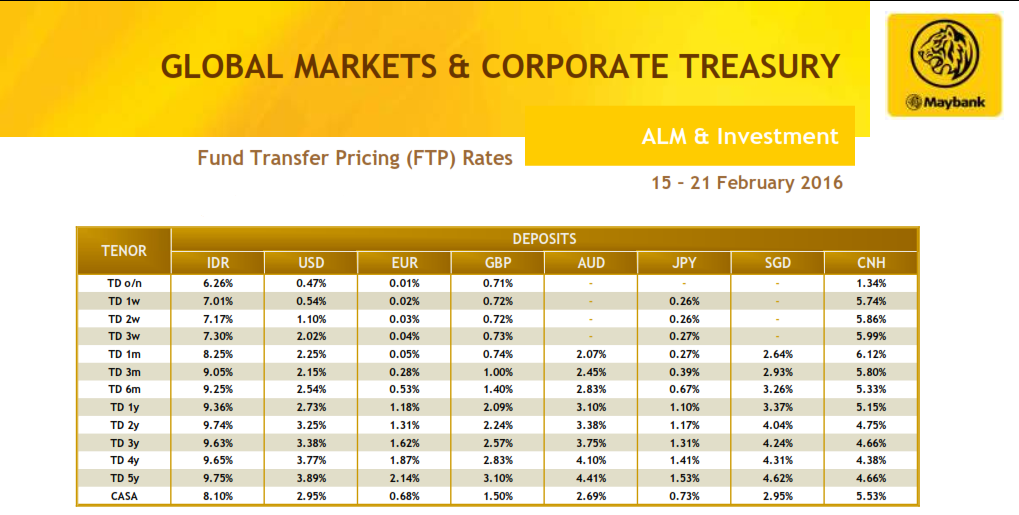 GLOBAL MARKETS & CORPORATE TREASURY
Maybank
ALM & Investment
Fund Transfer Pricing (FTP) Rates
15 - 21 February 2016
TENOR DEPOSITS
IDR USD EUR GBP AUD JPY SGD CNH
TD o/n 6.26% 0.47% 0.01% 0.71% - - - 1.34%
TD 1w 7.01% 0.54% 0.02% 0.72% - 0.26% - 5.74%
TD 2w 7.17% 1.10% 0.03% 0.72% - 0.26% - 5.86%
TD 3w 7.30% 2.02% 0.04% 0.73% - 0.27% - 5.99%
TD 1m 8.25% 2.25% 0.05% 0.74% 2.07% 0.27% 2.64% 6.12%
TD 3m 9.05% 2.15% 0.28% 1.00% 2.45% 0.39% 2.93% 5.80%
TD 6m 9.25% 2.54% 0.53% 1.40% 2.83% 0.67% 3.26% 5.33%
TD 1y 9.36% 2.73% 1.18% 2.09% 3.10% 1.10% 3.37% 5.15%
TD 2y 9.74% 3.25% 1.31% 2.24% 3.38% 1.17% 4.04% 4.75%
TD 3y 9.63% 3.38% 1.62% 2.57% 3.75% 1.31% 4.24% 4.66%
TD 4y 9.65% 3.77% 1.87% 2.83% 4.10% 1.41% 4.31% 4.38%
TD 5y 9.75% 3.89% 2.14% 3.10% 4.41% 1.53% 4.62% 4.66%
CASA 8.10% 2.95% 0.68% 1.50% 2.69% 0.73% 2.95% 5.53%